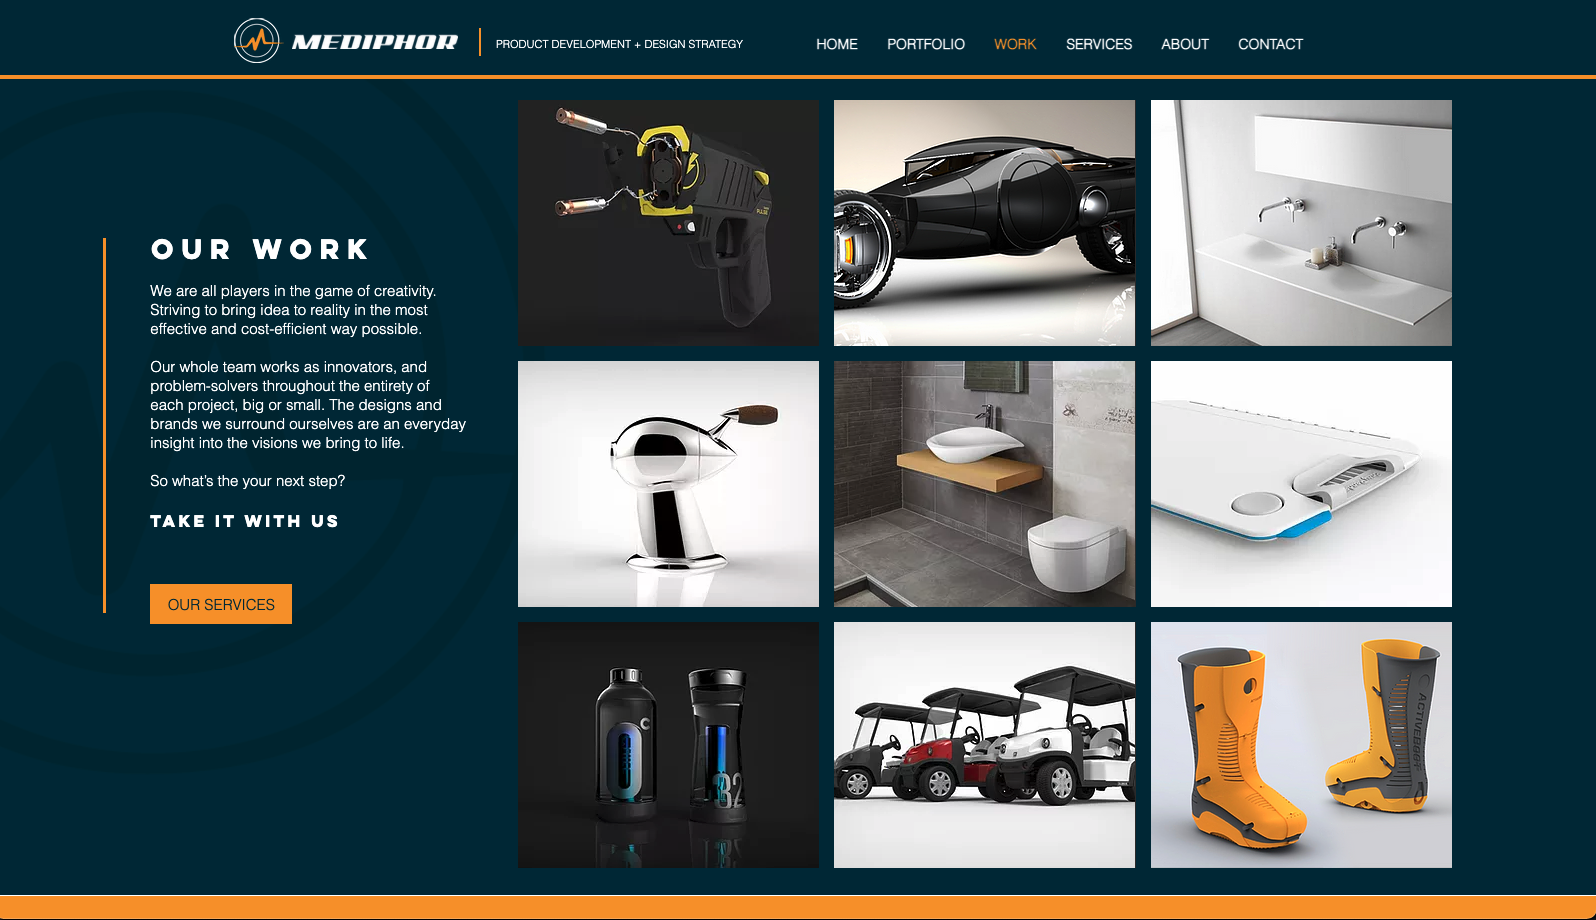 MEDIPHOR
PRODUCT DEVELOPMENT + DESIGN STRATEGY
HOME PORTFOLIO WORK SERVICES ABOUT CONTACT
OUR WORK
We are all players in the game of creativity.
Striving to bring idea to reality in the most
effective and cost-efficient way possible.
Our whole team works as innovators, and
problem-solvers throughout the entirety of
each project, big or small. The designs and
brands we surround ourselves are an everyday
insight into the visions we bring to life.
So what's the your next step?
TAKE IT WITH US
OUR SERVICES
PULSE
32